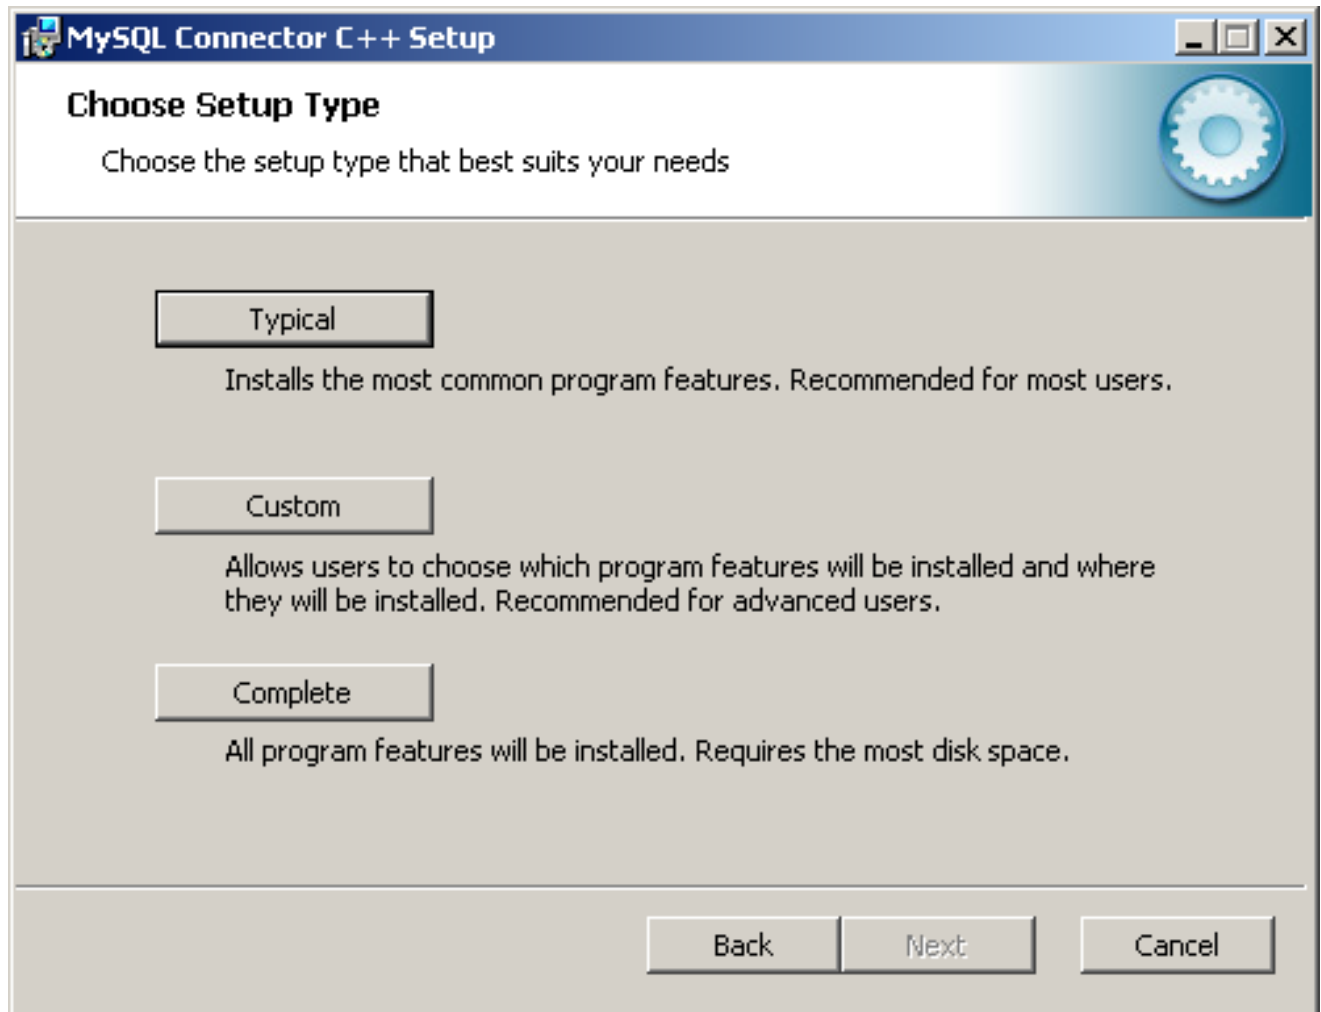 MySQL Connector C++ Setup
Choose Setup Type
Choose the setup type that best suits your needs
Typical
Installs the most common program features. Recommended for most users.
Custom
Allows users to choose which program features will be installed and where
they will be installed. Recommended for advanced users.
Complete
All program features will be installed. Requires the most disk space.
Back Next Cancel